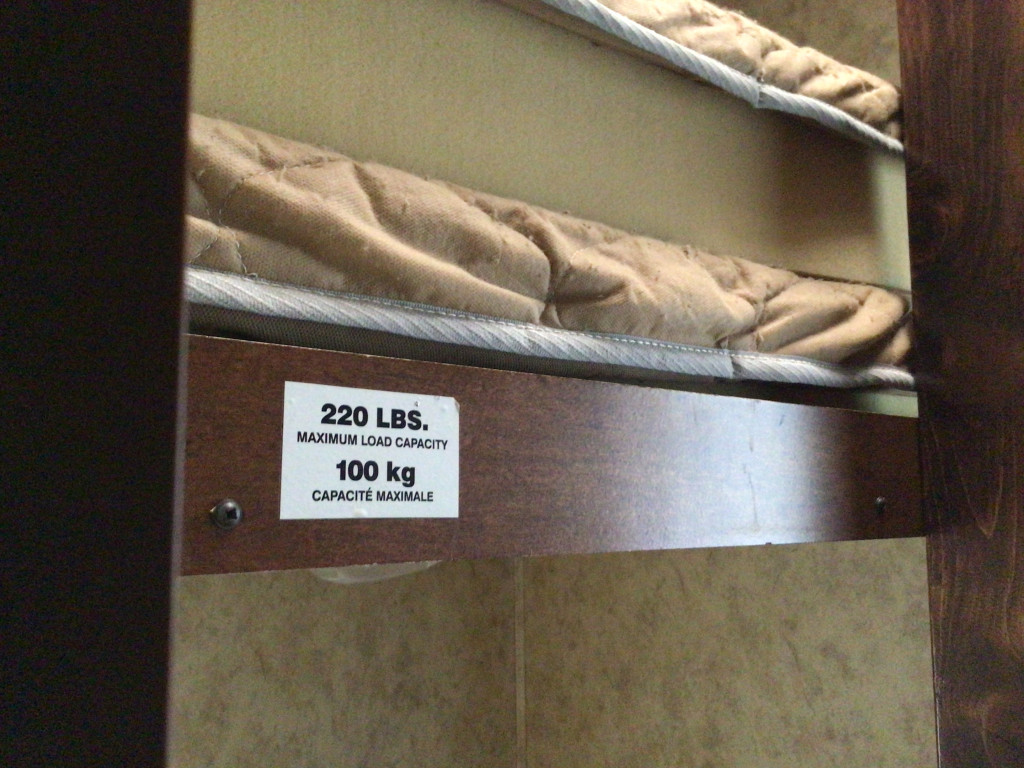 220 LBS.
MAXIMUM LOAD CAPACITY
100 kg
CAPACITÉ MAXIMALE